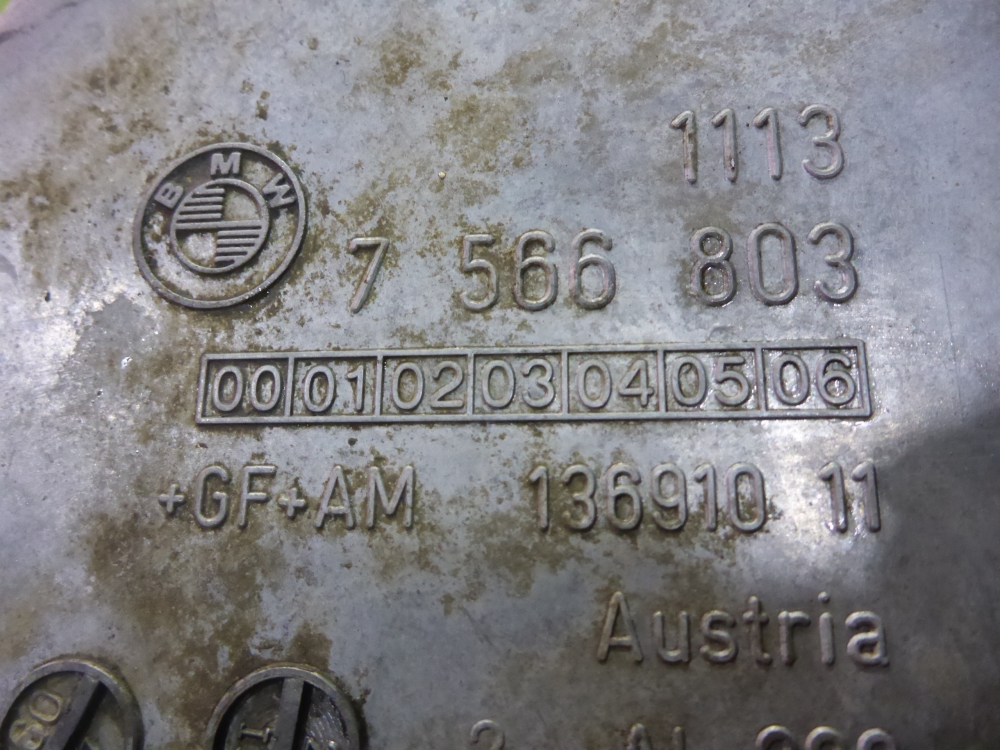 1113
BMW
7 566 803
00 01 02 03 04 05 06
+GF+AM 136910 11
Austria